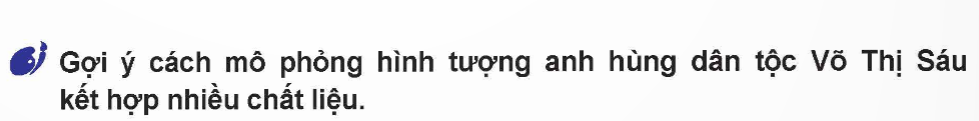 Gợi ý cách mô phỏng hình tượng anh hùng dân tộc Võ Thị Sáu
kết hợp nhiều chất liệu.